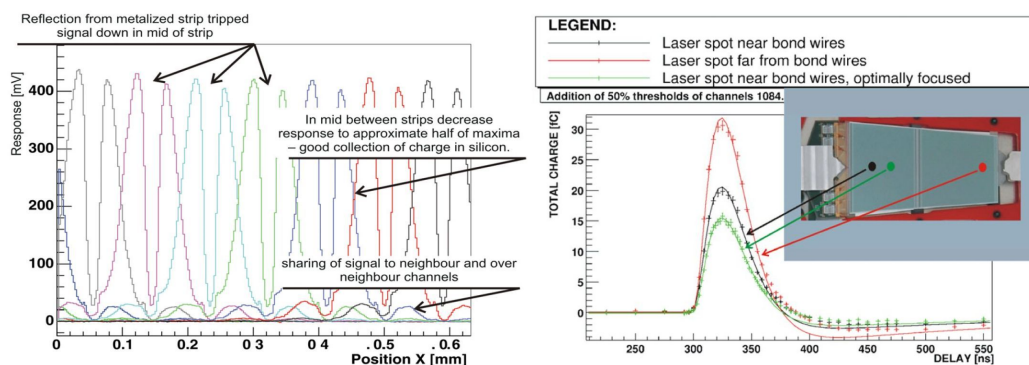 Reflection from metalized strip tripped
signal down in mid of strip
Response [mV]
400
300
200
100
0
In mid between strips decrease
response to approximate half of maxima
– good collection of charge in silicon.
sharing of signal to neighbour and over
neighbour channels
0 0.1 0.2 0.3 0 4 0.5 0.6
Position X [mm]
LEGEND:
Laser spot near bond wires
Laser spot far from bond wires
Laser spot near bond wires, optimally focused
Addition of 50% thresholds of channels 1084.
TOTAL CHARGE [fC]
30
25
20
15
10
5
0
250 300 350 400 450 500 550
DELAY [ns]